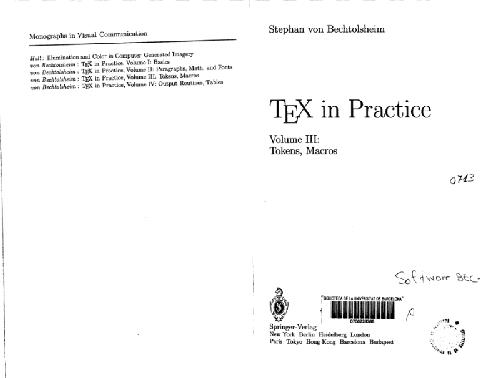 Monographs in Visual Communication
Hall: Illumination and Color in Computer Generated Imagery
von Bechtolsheim: TEX in Practice, Volume I: Basics
von Bechtolsheim: TEX in Practice, Volume II: Paragraphs, Math. and Fonts
von Bechtolsheim: TEX in Practice, Volume III: Tokens, Macros
von Bechtolsheim: TEX in Practice, Volume IV: Output Routines, Tables
Stephan von Bechtolsheim
TEX in Practice
Volume III:
Tokens, Macros
0713
Software BEC-
BIBLIOTECA DE LA UNIVERSITAT DE BARCELONA
Springer-Verlag
New York Berlin Heidelberg London
Paris Tokyo Hong Kong Barcelona Budapest